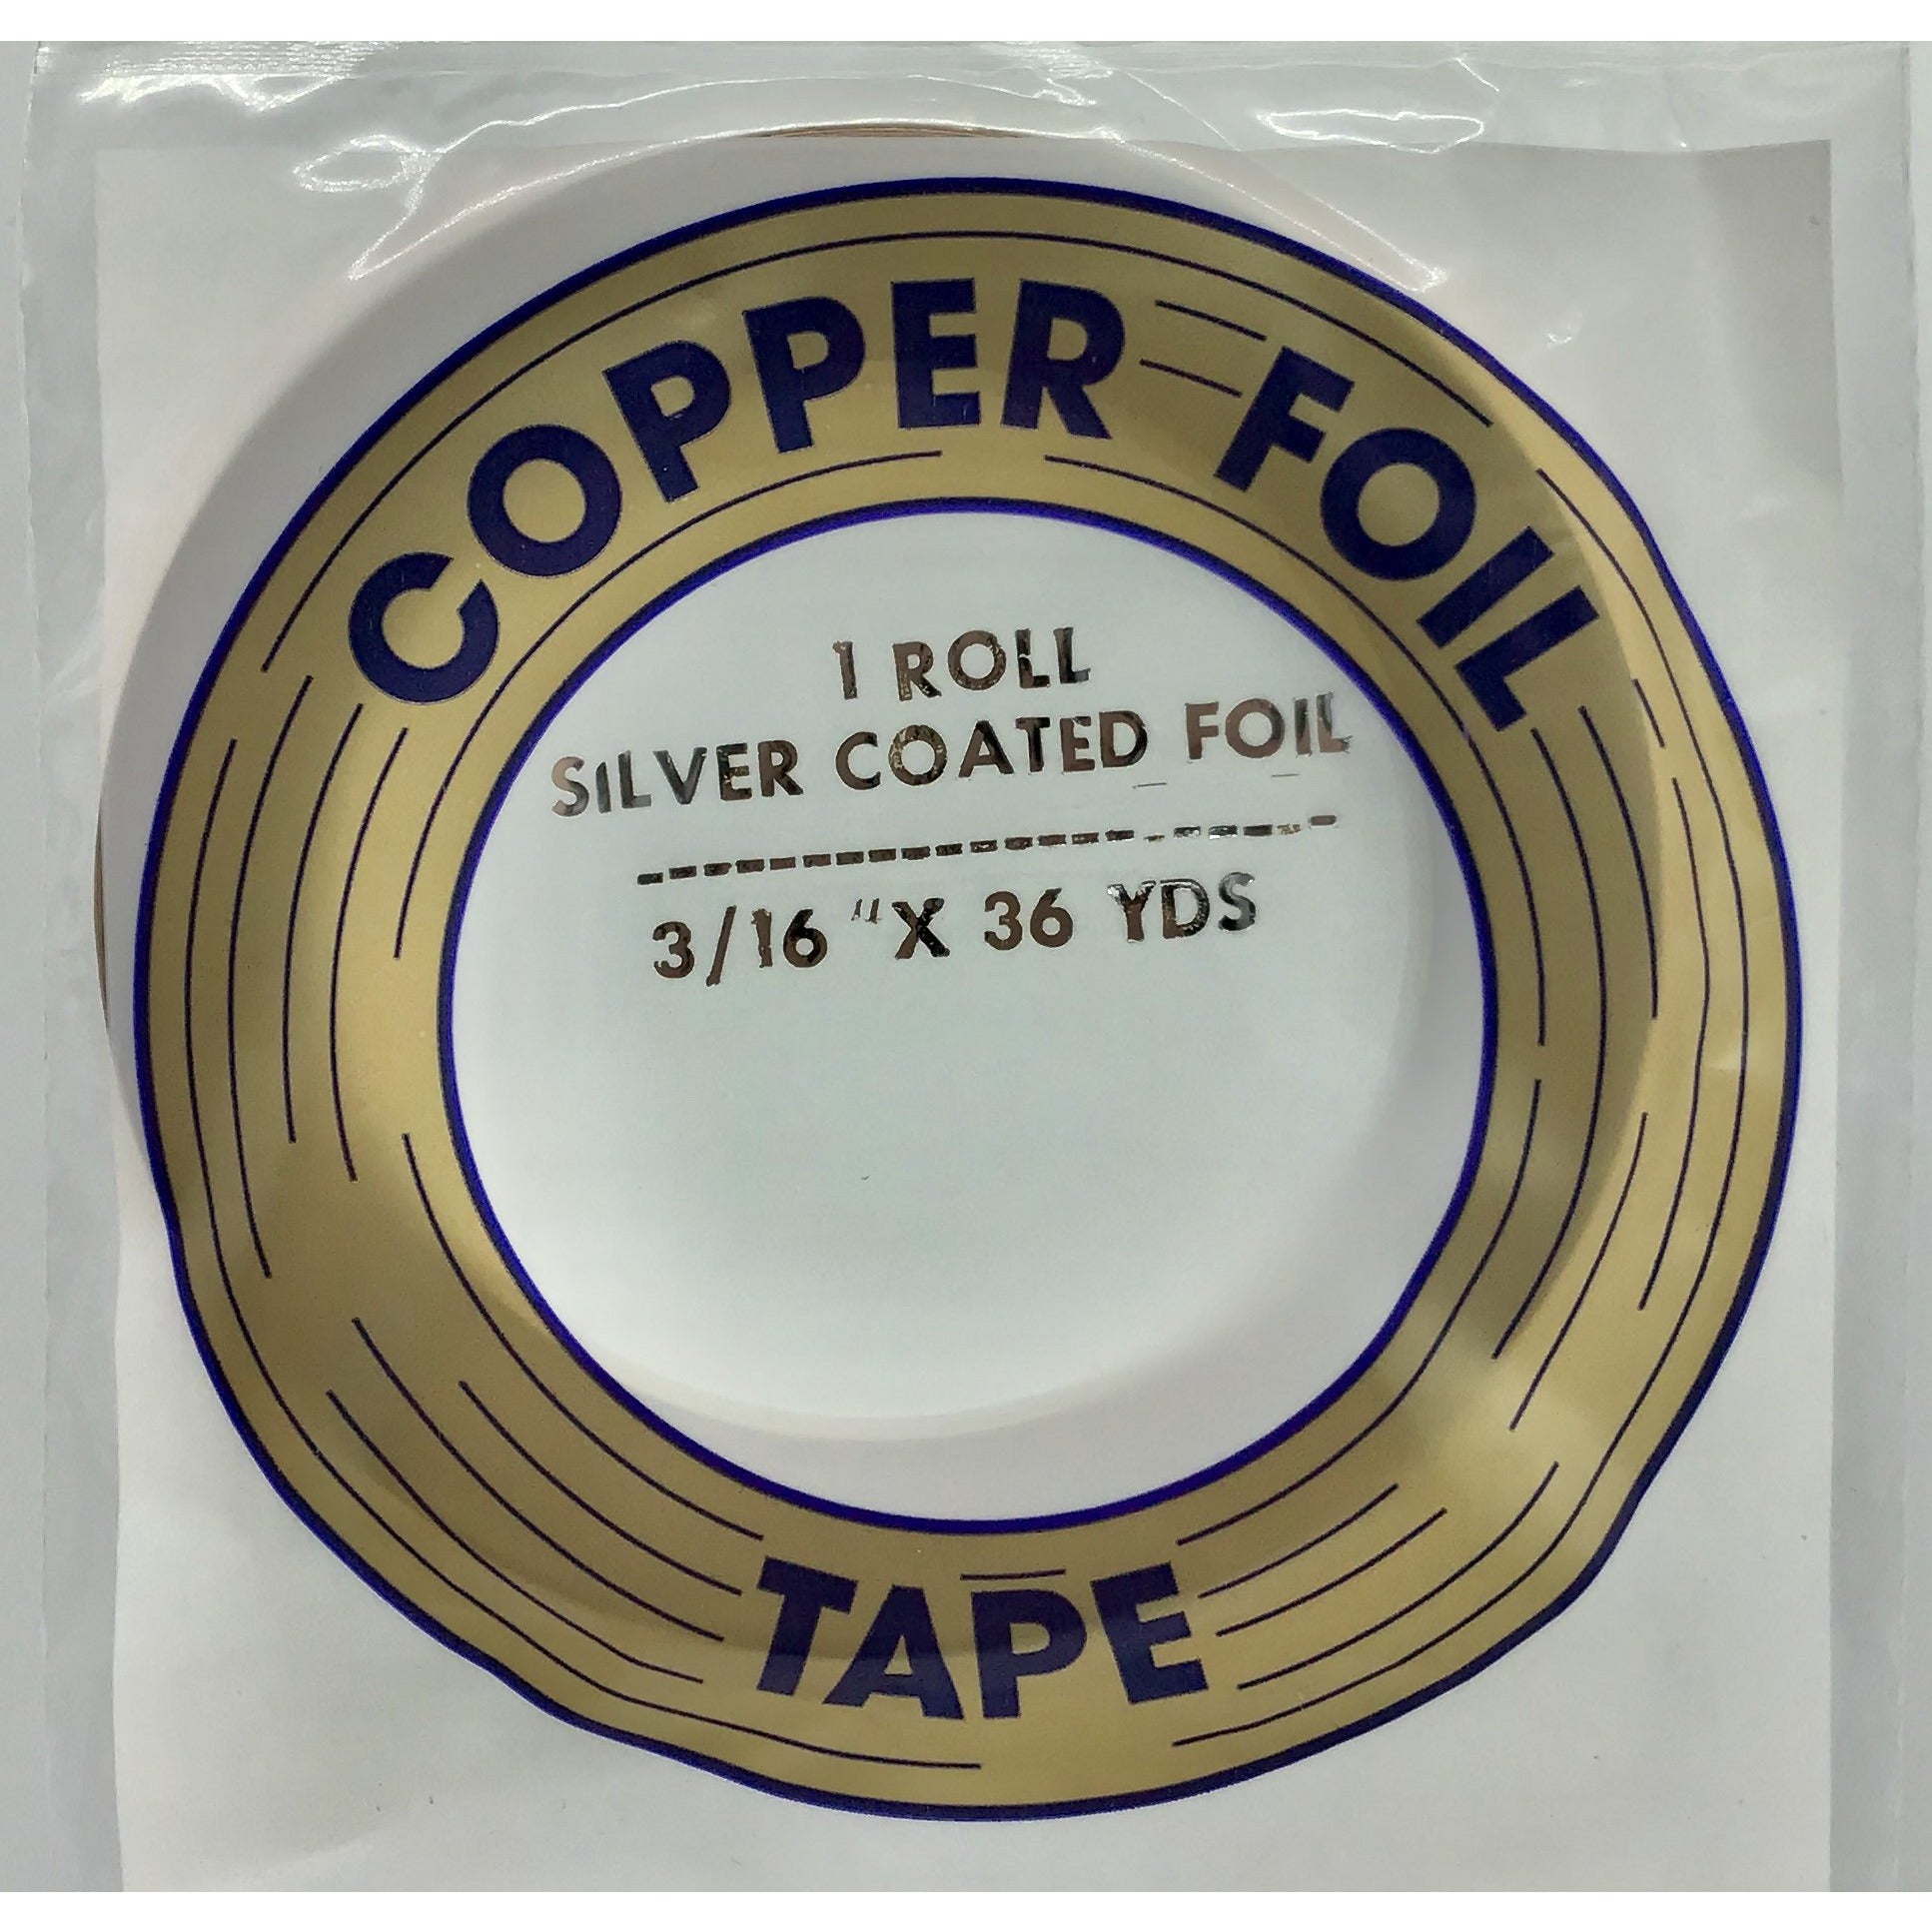 COPPER FOIL
1 ROLL
SILVER COATED FOIL
---------------------
3/16 "X 36 YDS
TAPE